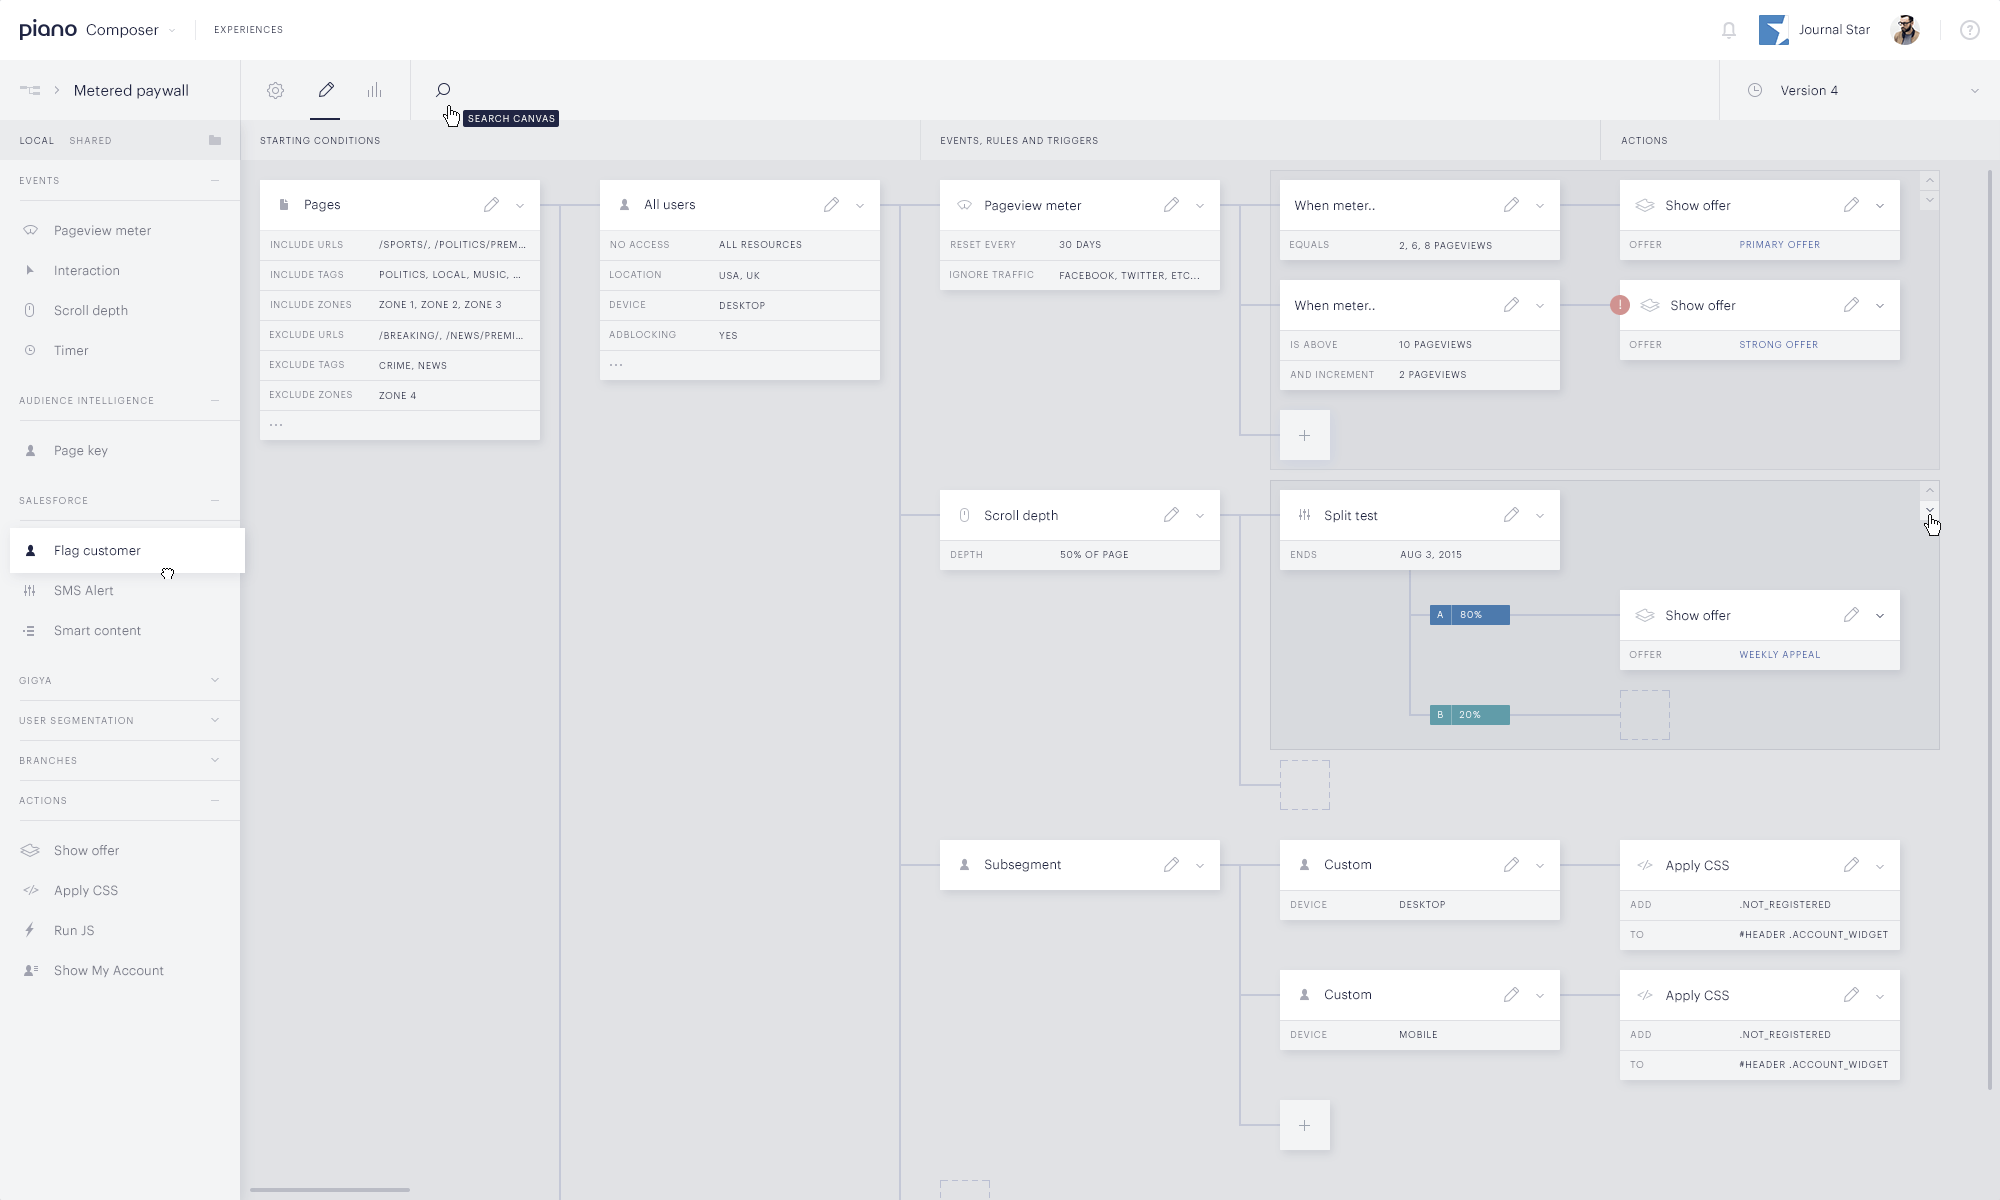 piano Composer
EXPERIENCES
Journal Star
?
Metered paywall
SEARCH CANVAS
Version 4
LOCAL SHARED
STARTING CONDITIONS
EVENTS, RULES AND TRIGGERS
ACTIONS
EVENTS
Pageview meter
Interaction
Scroll depth
Timer
AUDIENCE INTELLIGENCE
Page key
SALESFORCE
Flag customer
SMS Alert
Smart content
GIGYA
USER SEGMENTATION
BRANCHES
ACTIONS
Show offer
Apply CSS
Run JS
Show My Account
Pages
INCLUDE URLS /SPORTS/, /POLITICS/PREM...
INCLUDE TAGS POLITICS, LOCAL, MUSIC, ...
INCLUDE ZONES ZONE 1, ZONE 2, ZONE 3
EXCLUDE URLS /BREAKING/, /NEWS/PREMI...
EXCLUDE TAGS CRIME, NEWS
EXCLUDE ZONES ZONE 4
...
All users
NO ACCESS ALL RESOURCES
LOCATION USA, UK
DEVICE DESKTOP
ADBLOCKING YES
...
Pageview meter
RESET EVERY 30 DAYS
IGNORE TRAFFIC FACEBOOK, TWITTER, ETC...
When meter..
EQUALS 2, 6, 8 PAGEVIEWS
Show offer
OFFER PRIMARY OFFER
When meter..
IS ABOVE 10 PAGEVIEWS
AND INCREMENT 2 PAGEVIEWS
!
Show offer
OFFER STRONG OFFER
+
Scroll depth
DEPTH 50% OF PAGE
Split test
ENDS AUG 3, 2015
A 80%
Show offer
OFFER WEEKLY APPEAL
B 20%
Subsegment
Custom
DEVICE DESKTOP
Apply CSS
ADD .NOT_REGISTERED
TO #HEADER .ACCOUNT_WIDGET
Custom
DEVICE MOBILE
Apply CSS
ADD .NOT_REGISTERED
TO #HEADER .ACCOUNT_WIDGET
+